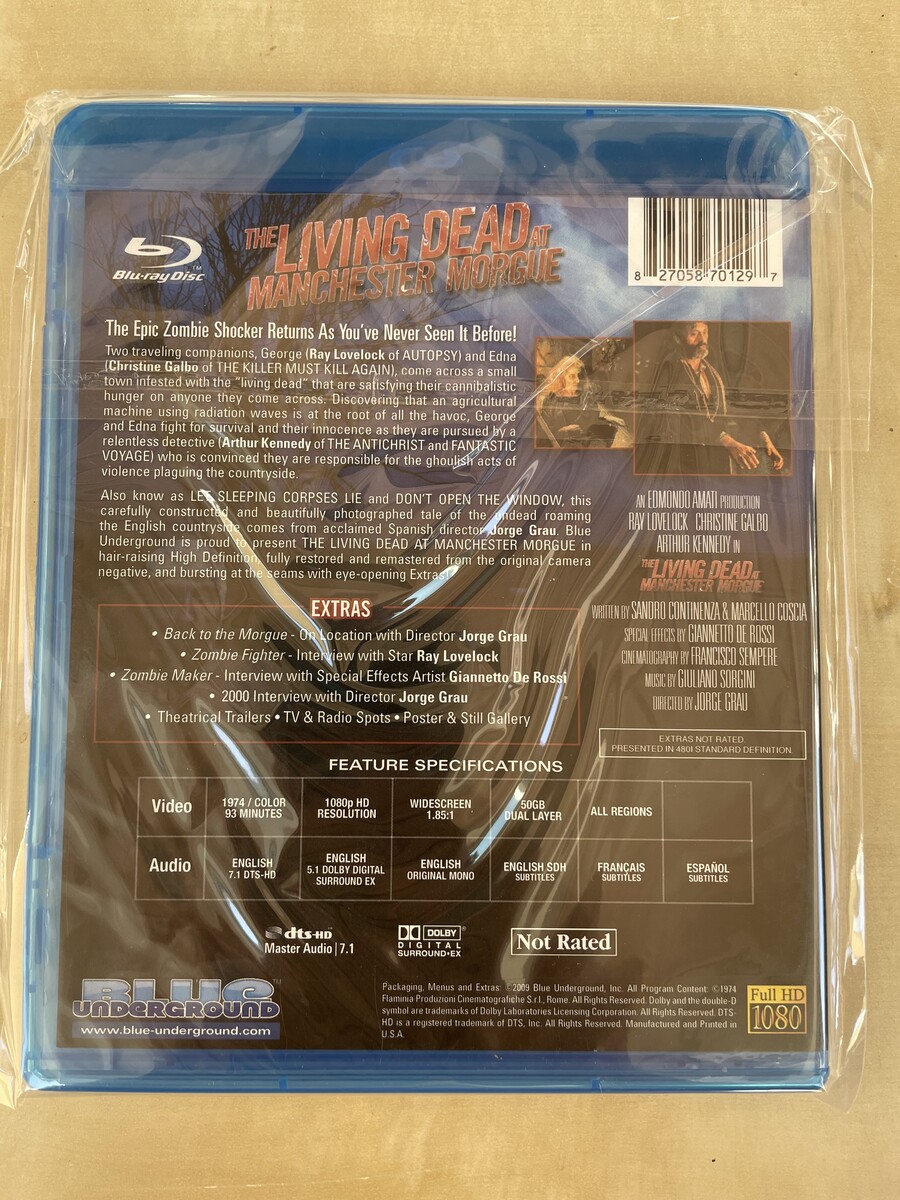 Blu-ray Disc™
THE LIVING DEAD AT
MANCHESTER MORGUE
8 27058 70129 7
The Epic Zombie Shocker Returns As You've Never Seen It Before!
Two traveling companions, George (Ray Lovelock of AUTOPSY) and Edna
(Christine Galbo of THE KILLER MUST KILL AGAIN), come across a small
town infested with the "living dead" that are satisfying their cannibalistic
hunger on anyone they come across. Discovering that an agricultural
machine using radiation waves is at the root of all the havoc, George
and Edna fight for survival and their innocence as they are pursued by a
relentless detective (Arthur Kennedy of THE ANTICHRIST and FANTASTIC
VOYAGE) who is convinced they are responsible for the ghoulish acts of
violence plaguing the countryside.
Also know as LET SLEEPING CORPSES LIE and DON'T OPEN THE WINDOW, this
carefully constructed and beautifully photographed tale of the undead roaming
the English countryside comes from acclaimed Spanish director Jorge Grau. Blue
Underground is proud to present THE LIVING DEAD AT MANCHESTER MORGUE in
hair-raising High Definition, fully restored and remastered from the original camera
negative, and bursting at the seams with eye-opening Extras!
AN EDMONDO AMATI PRODUCTION
RAY LOVELOCK CHRISTINE GALBO
ARTHUR KENNEDY IN
THE LIVING DEAD AT
MANCHESTER MORGUE
WRITTEN BY SANDRO CONTINENZA & MARCELLO COSCIA
SPECIAL EFFECTS BY GIANNETTO DE ROSSI
CINEMATOGRAPHY BY FRANCISCO SEMPERE
MUSIC BY GIULIANO SORGINI
DIRECTED BY JORGE GRAU
EXTRAS
• Back to the Morgue - On Location with Director Jorge Grau
• Zombie Fighter - Interview with Star Ray Lovelock
• Zombie Maker - Interview with Special Effects Artist Giannetto De Rossi
• 2000 Interview with Director Jorge Grau
• Theatrical Trailers • TV & Radio Spots • Poster & Still Gallery
EXTRAS NOT RATED.
PRESENTED IN 480I STANDARD DEFINITION.
FEATURE SPECIFICATIONS
Video 1974 / COLOR 93 MINUTES 1080p HD RESOLUTION WIDESCREEN 1.85:1 50GB DUAL LAYER ALL REGIONS
Audio ENGLISH 7.1 DTS-HD ENGLISH 5.1 DOLBY DIGITAL SURROUND EX ENGLISH ORIGINAL MONO ENGLISH SDH SUBTITLES FRANÇAIS SUBTITLES ESPAÑOL SUBTITLES
dts-HD
Master Audio | 7.1
DOLBY
DIGITAL
SURROUND•EX
Not Rated
BLUE
UNDERGROUND™
www.blue-underground.com
Packaging, Menus and Extras: ©2009 Blue Underground, Inc. All Program Content: ©1974
Flaminia Produzioni Cinematografiche S.r.l., Rome. All Rights Reserved. Dolby and the double-D
symbol are trademarks of Dolby Laboratories Licensing Corporation. All Rights Reserved. DTS-
HD is a registered trademark of DTS, Inc. All Rights Reserved. Manufactured and Printed in
U.S.A.
Full HD
1080